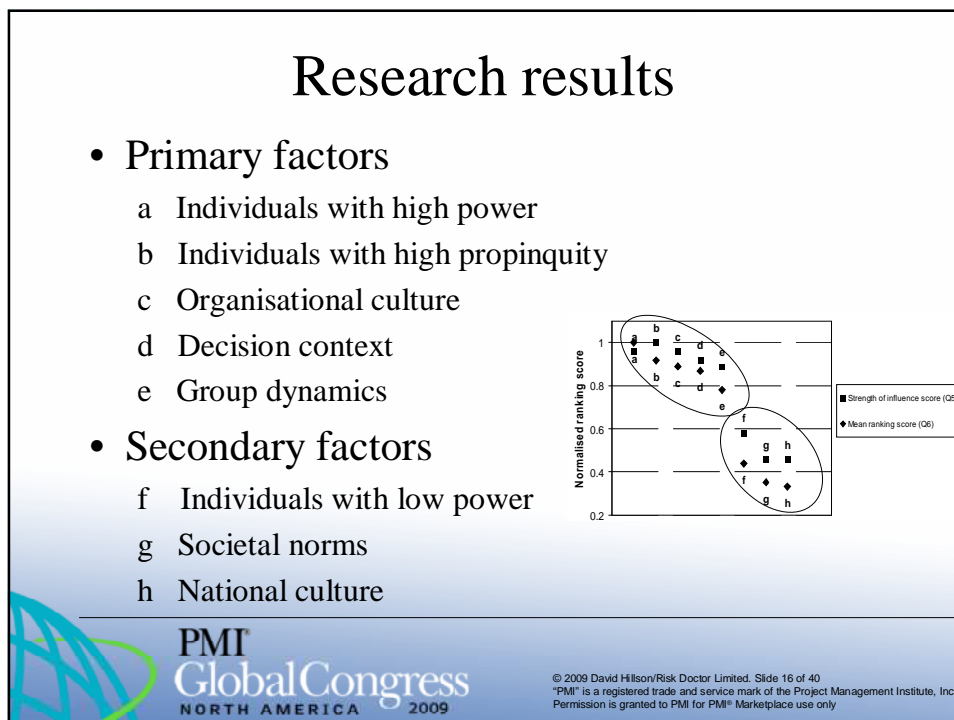 Research results
• Primary factors
a Individuals with high power
b Individuals with high propinquity
c Organisational culture
d Decision context
e Group dynamics
• Secondary factors
f Individuals with low power
g Societal norms
h National culture
Normalised ranking score
1
0.8
0.6
0.4
0.2
a
b
c
d
e
a
b
c
d
e
f
g
h
f
g
h
Strength of influence score (Q5
Mean ranking score (Q6)
PMI®
GlobalCongress
NORTH AMERICA 2009
© 2009 David Hillson/Risk Doctor Limited. Slide 16 of 40
“PMI” is a registered trade and service mark of the Project Management Institute, Inc
Permission is granted to PMI for PMI® Marketplace use only